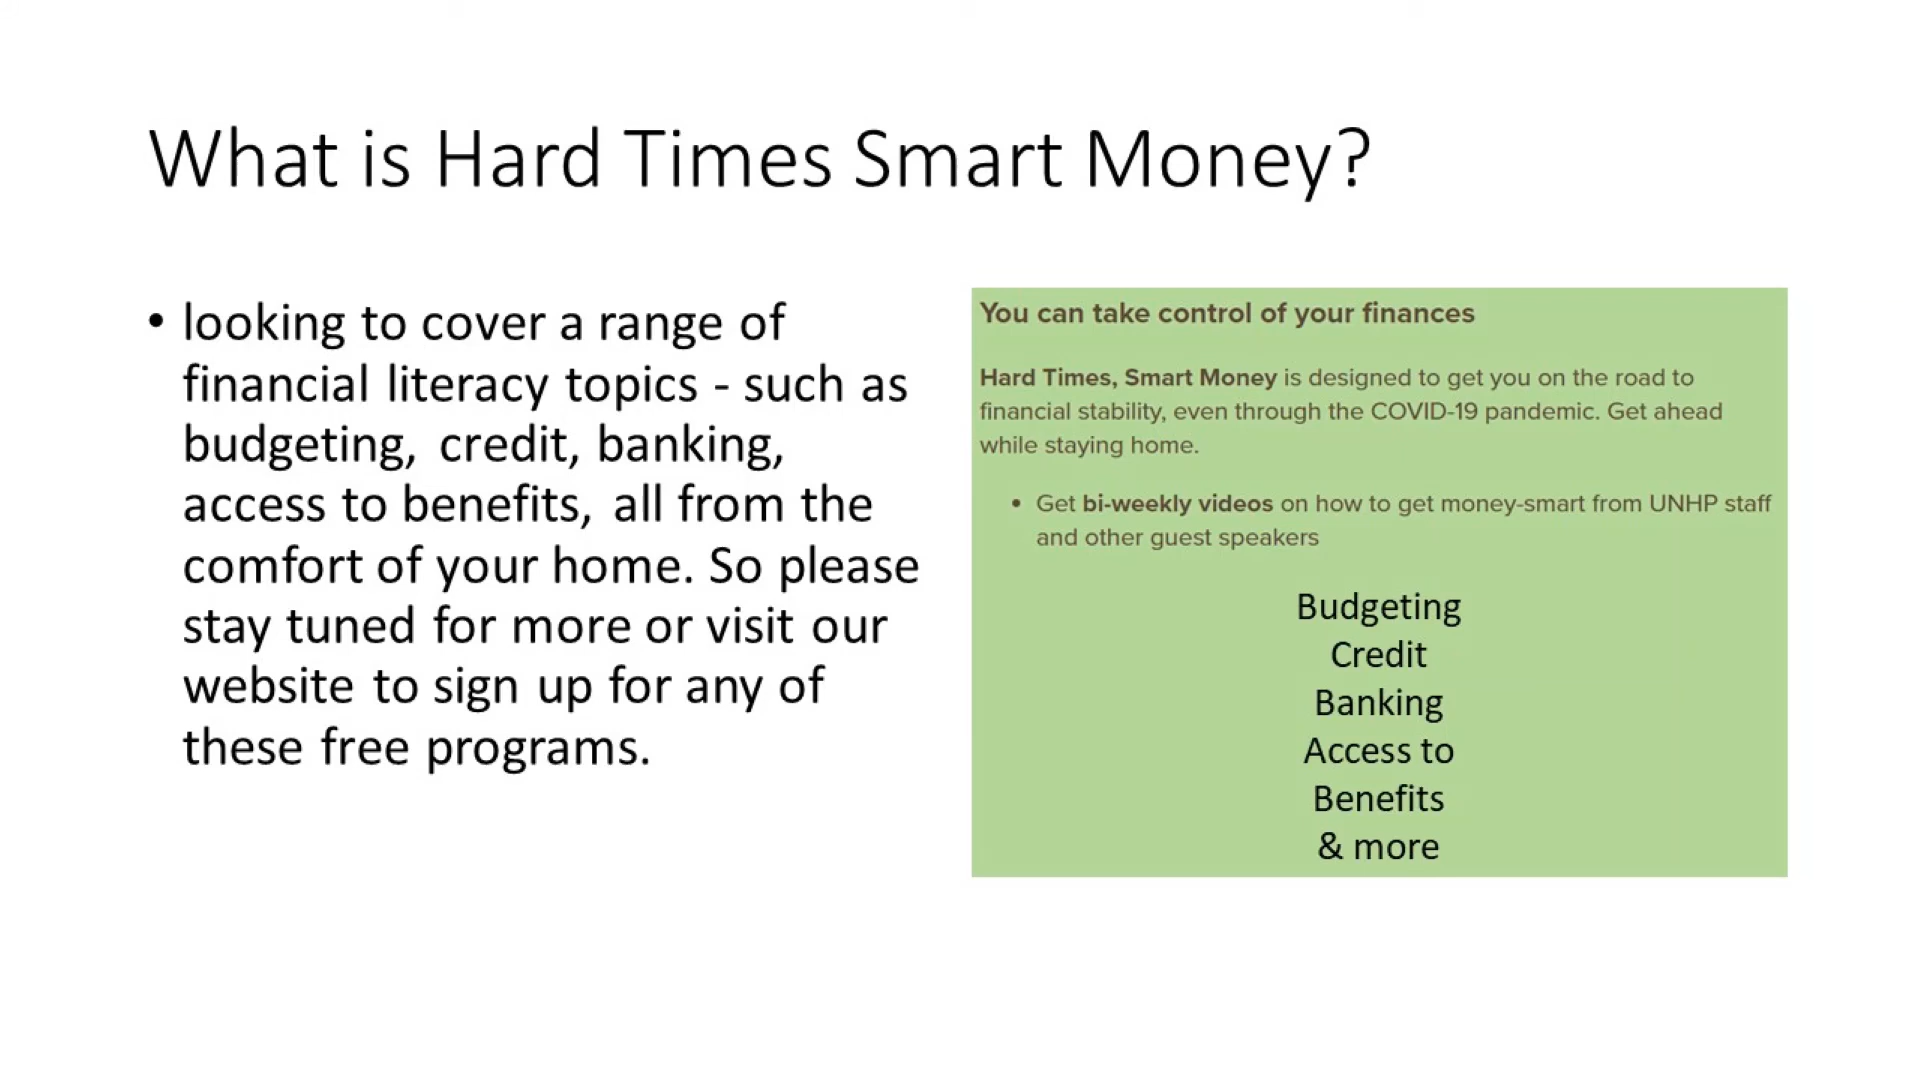 What is Hard Times Smart Money?
• looking to cover a range of
financial literacy topics - such as
budgeting, credit, banking,
access to benefits, all from the
comfort of your home. So please
stay tuned for more or visit our
website to sign up for any of
these free programs.
You can take control of your finances
Hard Times, Smart Money is designed to get you on the road to
financial stability, even through the COVID-19 pandemic. Get ahead
while staying home.
• Get bi-weekly videos on how to get money-smart from UNHP staff
and other guest speakers
Budgeting
Credit
Banking
Access to
Benefits
& more